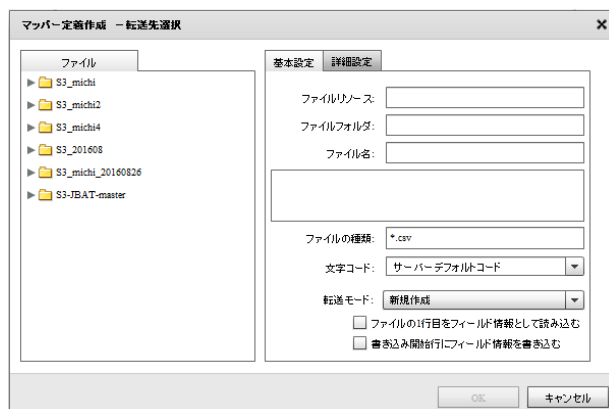 マッパー定義作成 －転送先選択
ファイル
S3_michi
S3_michi2
S3_michi4
S3_201608
S3_michi_20160826
S3-JBAT-master
基本設定 詳細設定
ファイルリソース:
ファイルフォルダ:
ファイル名:
ファイルの種類: *.csv
文字コード: サーバーデフォルトコード
転送モード: 新規作成
ファイルの1行目をフィールド情報として読み込む
書き込み開始行にフィールド情報を書き込む
OK キャンセル